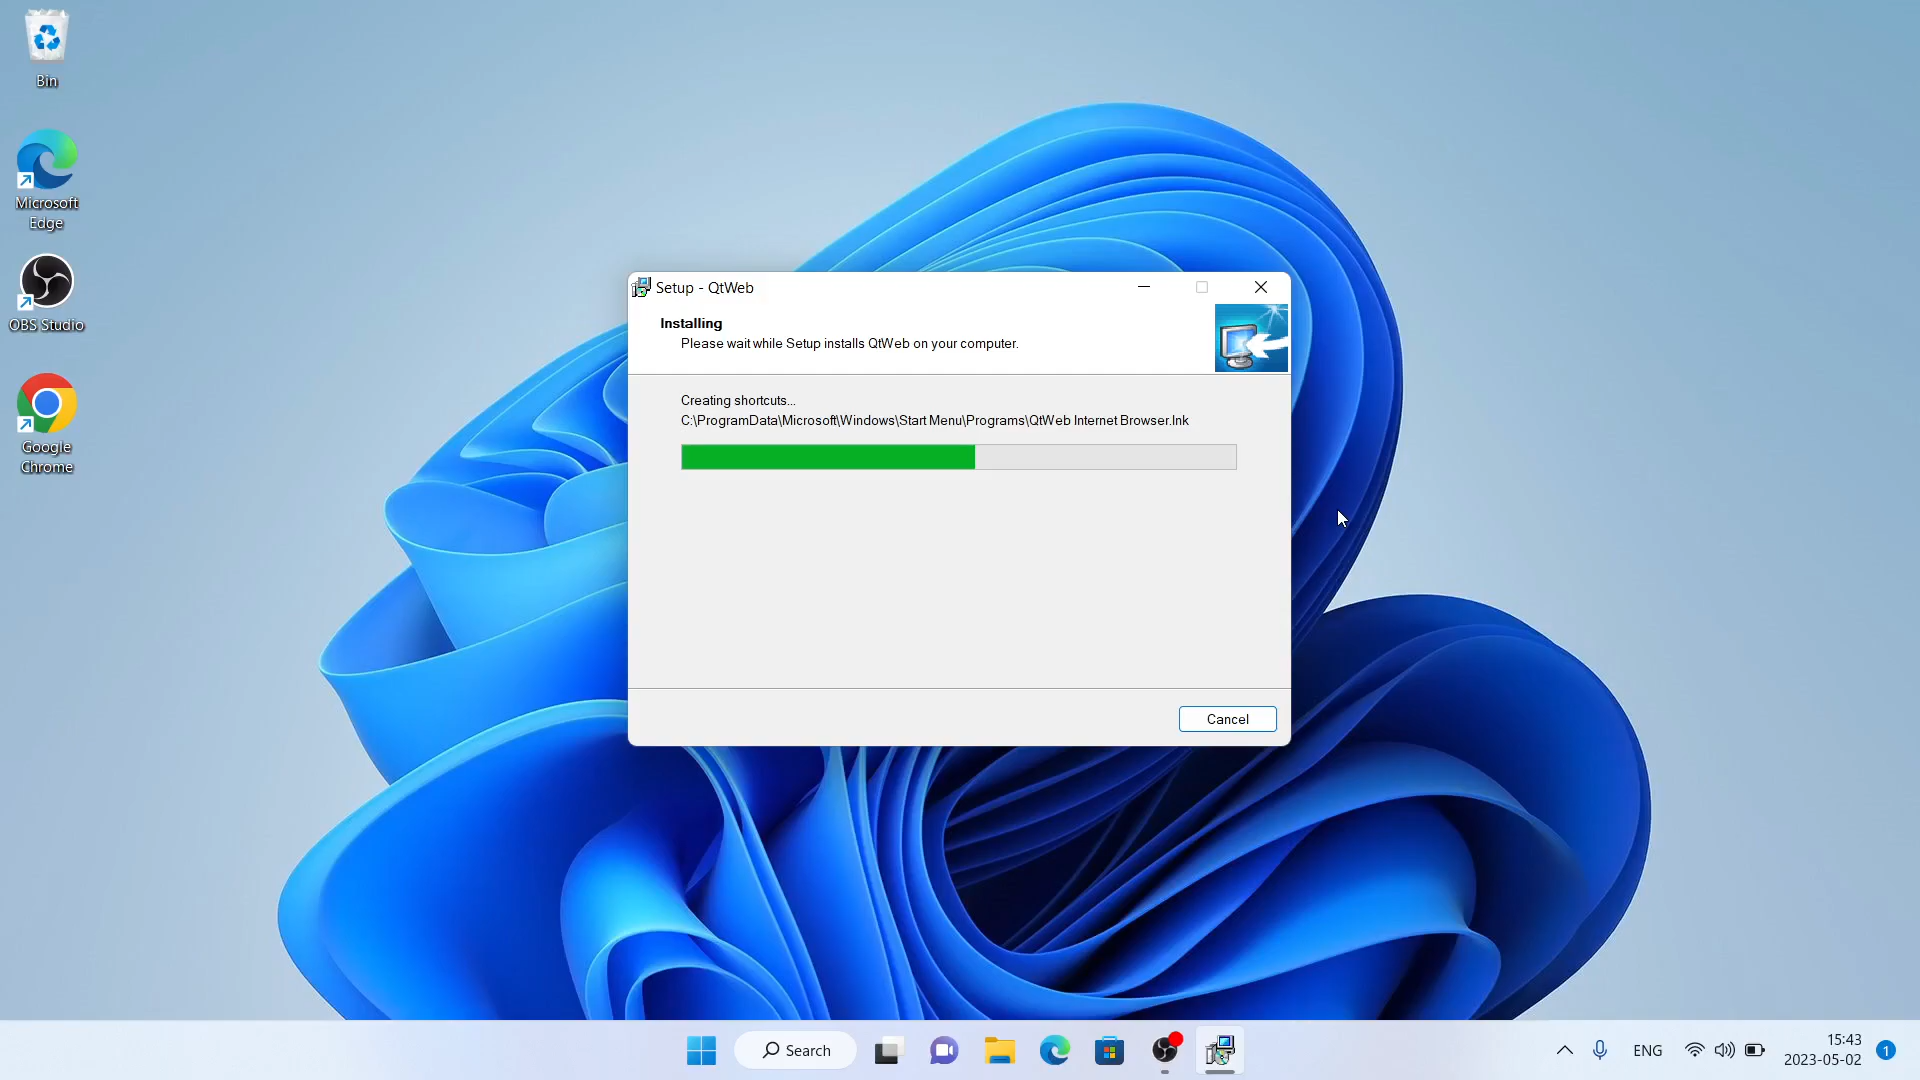 Bin
Microsoft
Edge
OBS Studio
Google
Chrome
Setup - QtWeb
Installing
Please wait while Setup installs QtWeb on your computer.
Creating shortcuts...
C:\ProgramData\Microsoft\Windows\Start Menu\Programs\QtWeb Internet Browser.lnk
Cancel
Search
ENG
15:43
2023-05-02
1